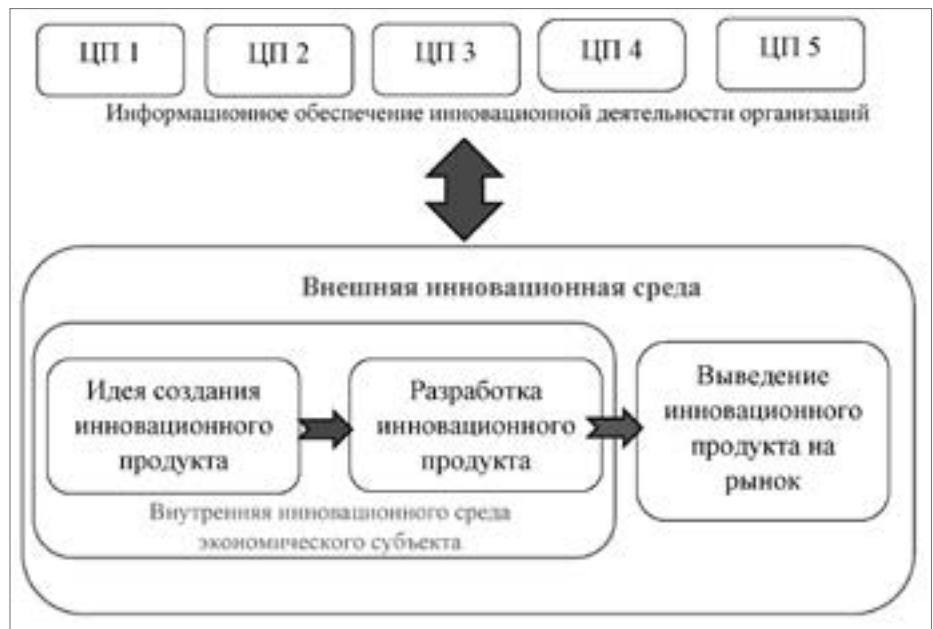 ЦП 1
ЦП 2
ЦП 3
ЦП 4
ЦП 5
Информационное обеспечение инновационной деятельности организаций
Внешняя инновационная среда
Идея создания
инновационного
продукта
Разработка
инновационного
продукта
Выведение
инновационного
продукта на
рынок
Внутренняя инновационного среда
экономического субъекта